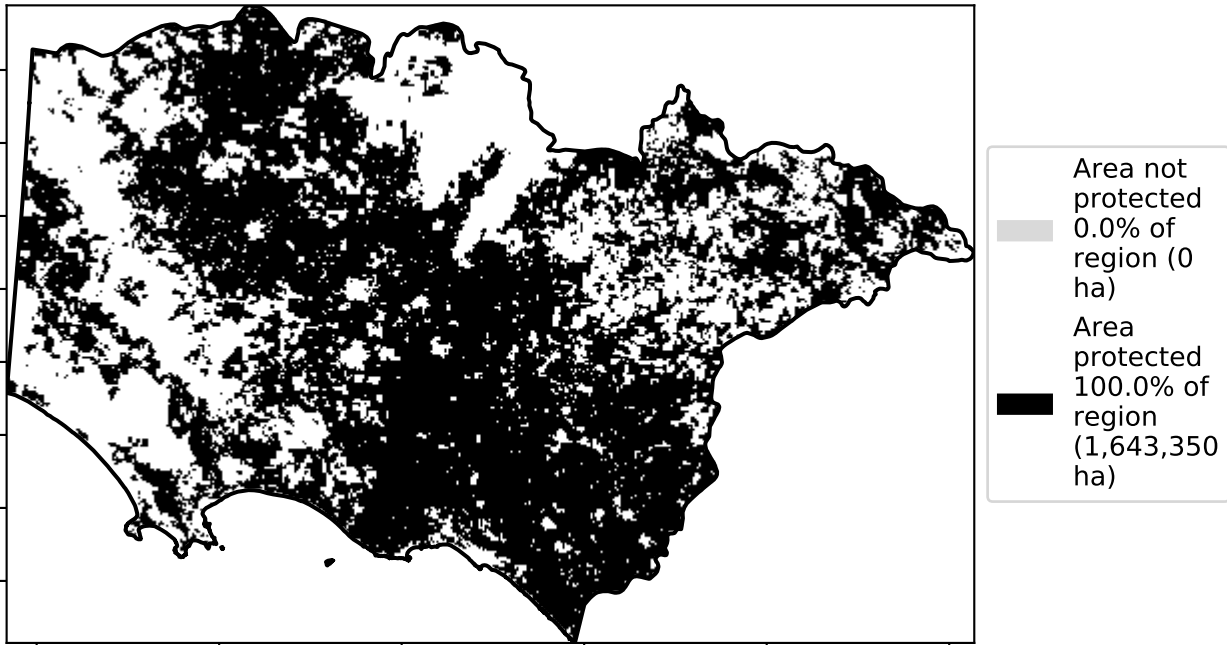 Area not
protected
0.0% of
region (0
ha)
Area
protected
100.0% of
region
(1,643,350
ha)